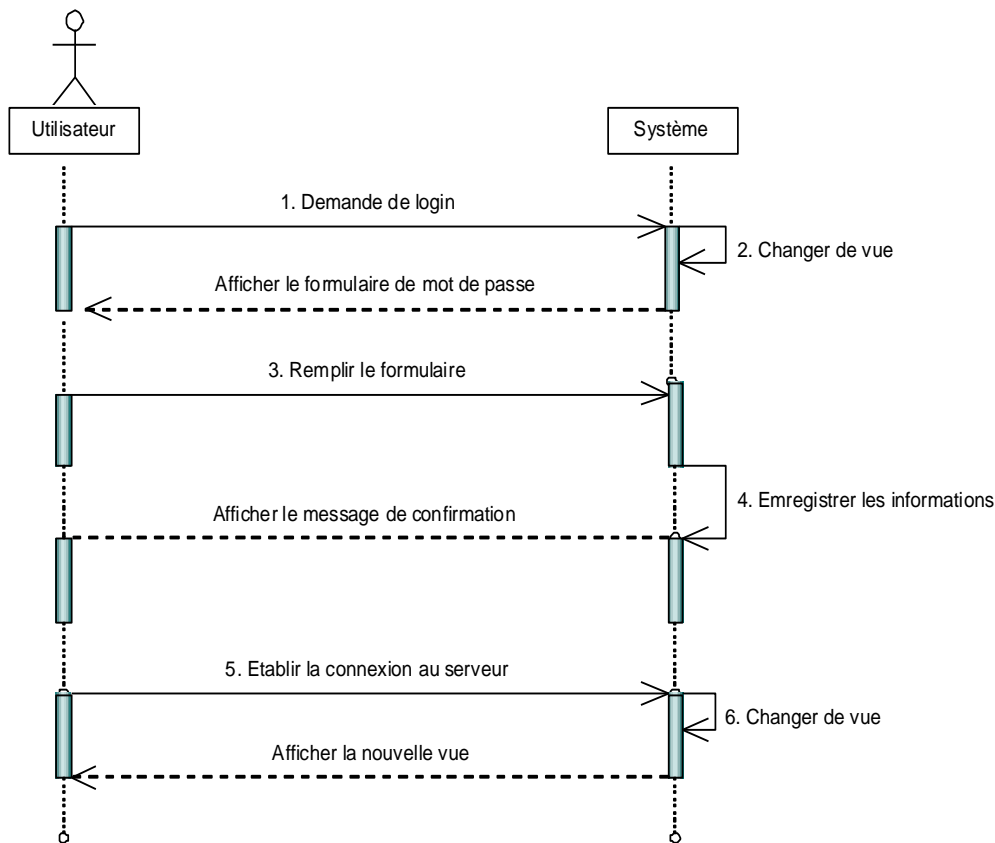 Utilisateur
Système
1. Demande de login
2. Changer de vue
Afficher le formulaire de mot de passe
3. Remplir le formulaire
4. Emregistrer les informations
Afficher le message de confirmation
5. Etablir la connexion au serveur
6. Changer de vue
Afficher la nouvelle vue